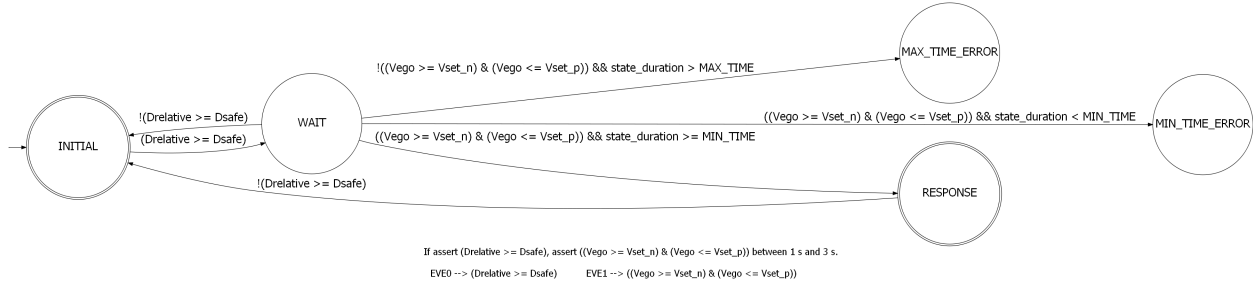 MAX_TIME_ERROR
!((Vego >= Vset_n) & (Vego <= Vset_p)) && state_duration > MAX_TIME
!(Drelative >= Dsafe)
WAIT
((Vego >= Vset_n) & (Vego <= Vset_p)) && state_duration < MIN_TIME
MIN_TIME_ERROR
(Drelative >= Dsafe)
((Vego >= Vset_n) & (Vego <= Vset_p)) && state_duration >= MIN_TIME
INITIAL
!(Drelative >= Dsafe)
RESPONSE
If assert (Drelative >= Dsafe), assert ((Vego >= Vset_n) & (Vego <= Vset_p)) between 1 s and 3 s.
EVE0 --> (Drelative >= Dsafe) EVE1 --> ((Vego >= Vset_n) & (Vego <= Vset_p))